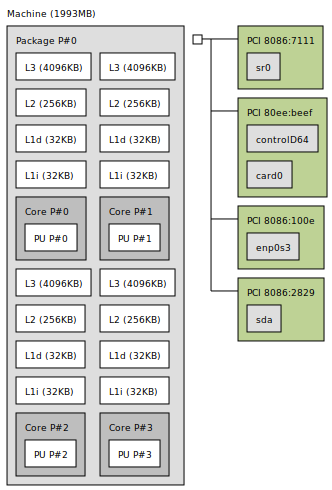 Machine (1993MB)
Package P#0
L3 (4096KB) L3 (4096KB)
L2 (256KB) L2 (256KB)
L1d (32KB) L1d (32KB)
L1i (32KB) L1i (32KB)
Core P#0 Core P#1
PU P#0 PU P#1
L3 (4096KB) L3 (4096KB)
L2 (256KB) L2 (256KB)
L1d (32KB) L1d (32KB)
L1i (32KB) L1i (32KB)
Core P#2 Core P#3
PU P#2 PU P#3
PCI 8086:7111
sr0
PCI 80ee:beef
controlD64
card0
PCI 8086:100e
enp0s3
PCI 8086:2829
sda